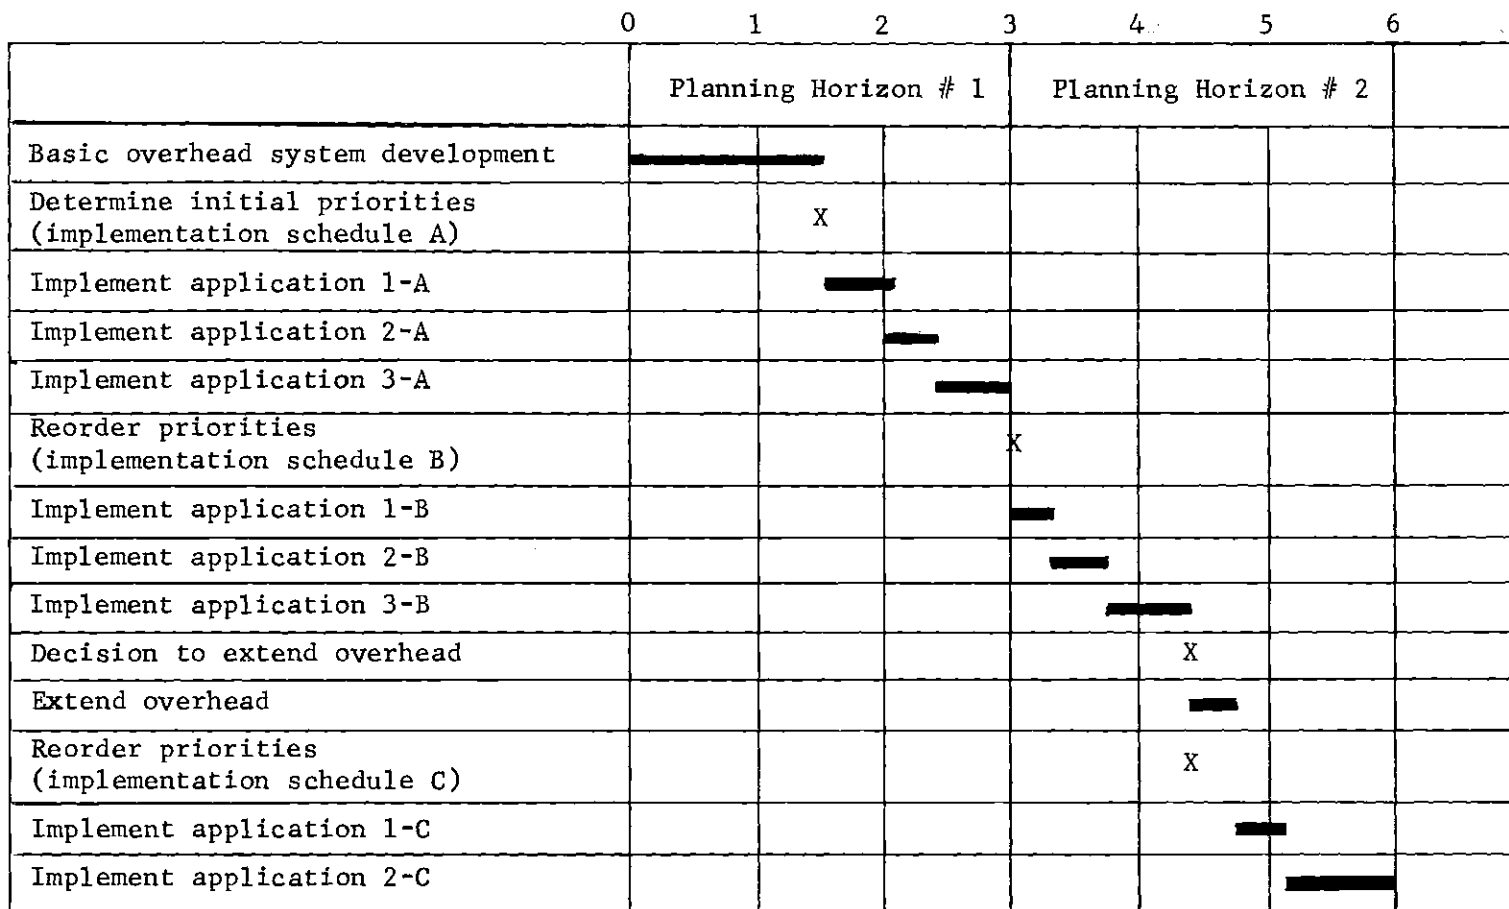 0 1 2 3 4 5 6
Planning Horizon # 1 Planning Horizon # 2
Basic overhead system development
Determine initial priorities
(implementation schedule A)
X
Implement application 1-A
Implement application 2-A
Implement application 3-A
Reorder priorities
(implementation schedule B)
X
Implement application 1-B
Implement application 2-B
Implement application 3-B
Decision to extend overhead X
Extend overhead
Reorder priorities
(implementation schedule C)
X
Implement application 1-C
Implement application 2-C